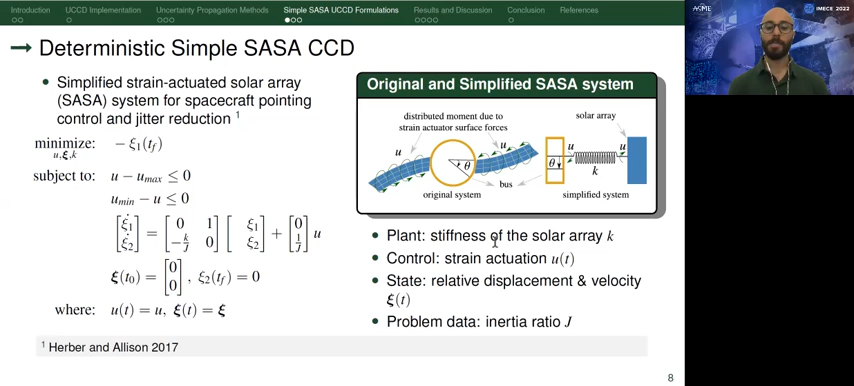 Introduction UCCD Implementation Uncertainty Propagation Methods Simple SASA UCCD Formulations Results and Discussion Conclusion References
→ Deterministic Simple SASA CCD
• Simplified strain-actuated solar array
(SASA) system for spacecraft pointing
control and jitter reduction ¹
minimize: − ξ₁(t_f)
u,ξ,k
subject to: u − u_max ≤ 0
u_min − u ≤ 0
[ξ̇₁ ξ̇₂] = [0 1 −k/J 0] [ξ₁ ξ₂] + [0 1/J] u
ξ(t₀) = [0 0], ξ₂(t_f) = 0
where: u(t) = u, ξ(t) = ξ
¹ Herber and Allison 2017
Original and Simplified SASA system
distributed moment due to
strain actuator surface forces
solar array
u
θ
u
bus
original system
u
θ
k
u
simplified system
• Plant: stiffness of the solar array k
• Control: strain actuation u(t)
• State: relative displacement & velocity
ξ(t)
• Problem data: inertia ratio J
8
ACME
IMECE 2022